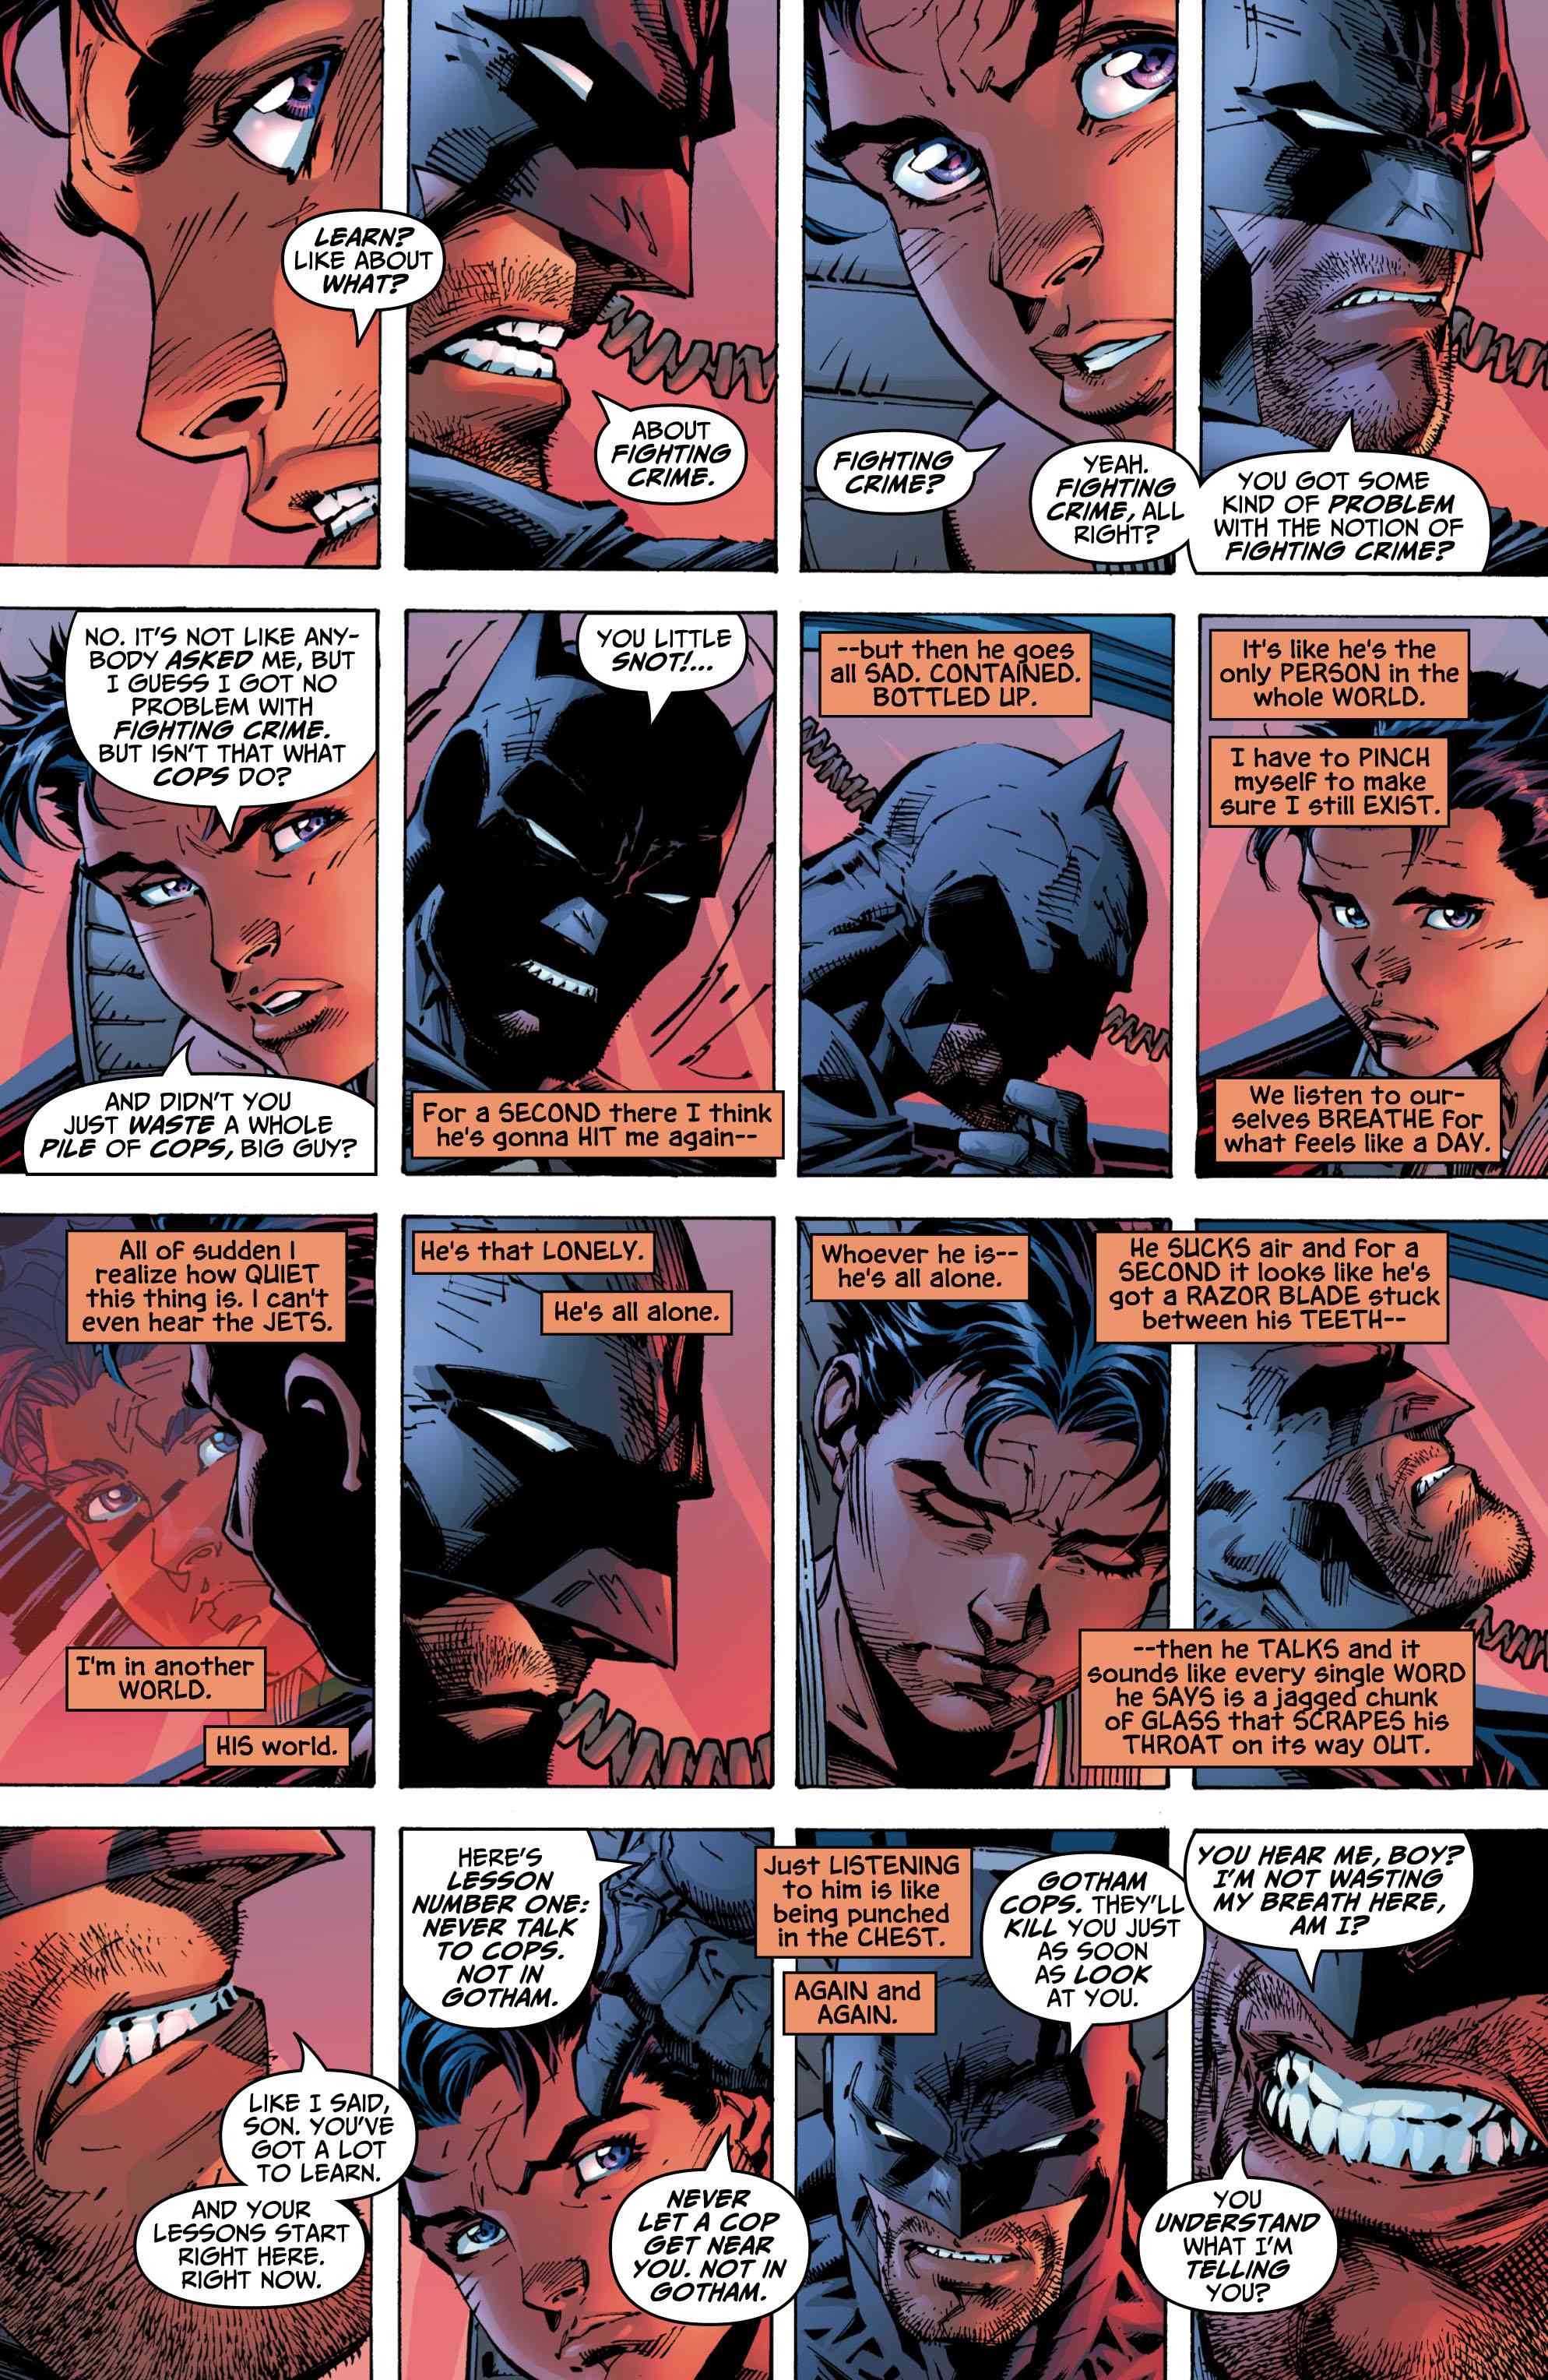 LEARN?
LIKE ABOUT
WHAT?
ABOUT
FIGHTING
CRIME.
FIGHTING
CRIME?
YEAH.
FIGHTING
CRIME, ALL
RIGHT?
YOU GOT SOME
KIND OF PROBLEM
WITH THE NOTION OF
FIGHTING CRIME?
NO. IT'S NOT LIKE ANY-
BODY ASKED ME, BUT
I GUESS I GOT NO
PROBLEM WITH
FIGHTING CRIME.
BUT ISN'T THAT WHAT
COPS DO?
AND DIDN'T YOU
JUST WASTE A WHOLE
PILE OF COPS, BIG GUY?
YOU LITTLE
SNOT!...
For a SECOND there I think
he's gonna HIT me again--
--but then he goes
all SAD. CONTAINED.
BOTTLED UP.
It's like he's the
only PERSON in the
whole WORLD.
I have to PINCH
myself to make
sure I still EXIST.
We listen to our-
selves BREATHE for
what feels like a DAY.
All of sudden I
realize how QUIET
this thing is. I can't
even hear the JETS.
I'm in another
WORLD.
HIS world.
He's that LONELY.
He's all alone.
Whoever he is--
he's all alone.
He SUCKS air and for a
SECOND it looks like he's
got a RAZOR BLADE stuck
between his TEETH--
--then he TALKS and it
sounds like every single WORD
he SAYS is a jagged chunk
of GLASS that SCRAPES his
THROAT on its way OUT.
LIKE I SAID,
SON. YOU'VE
GOT A LOT
TO LEARN.
AND YOUR
LESSONS START
RIGHT HERE.
RIGHT NOW.
HERE'S
LESSON
NUMBER ONE:
NEVER TALK
TO COPS.
NOT IN
GOTHAM.
NEVER
LET A COP
GET NEAR
YOU. NOT IN
GOTHAM.
Just LISTENING
to him is like
being punched
in the CHEST.
AGAIN and
AGAIN.
GOTHAM
COPS. THEY'LL
KILL YOU JUST
AS SOON
AS LOOK
AT YOU.
YOU HEAR ME, BOY?
I'M NOT WASTING
MY BREATH HERE,
AM I?
YOU
UNDERSTAND
WHAT I'M
TELLING
YOU?